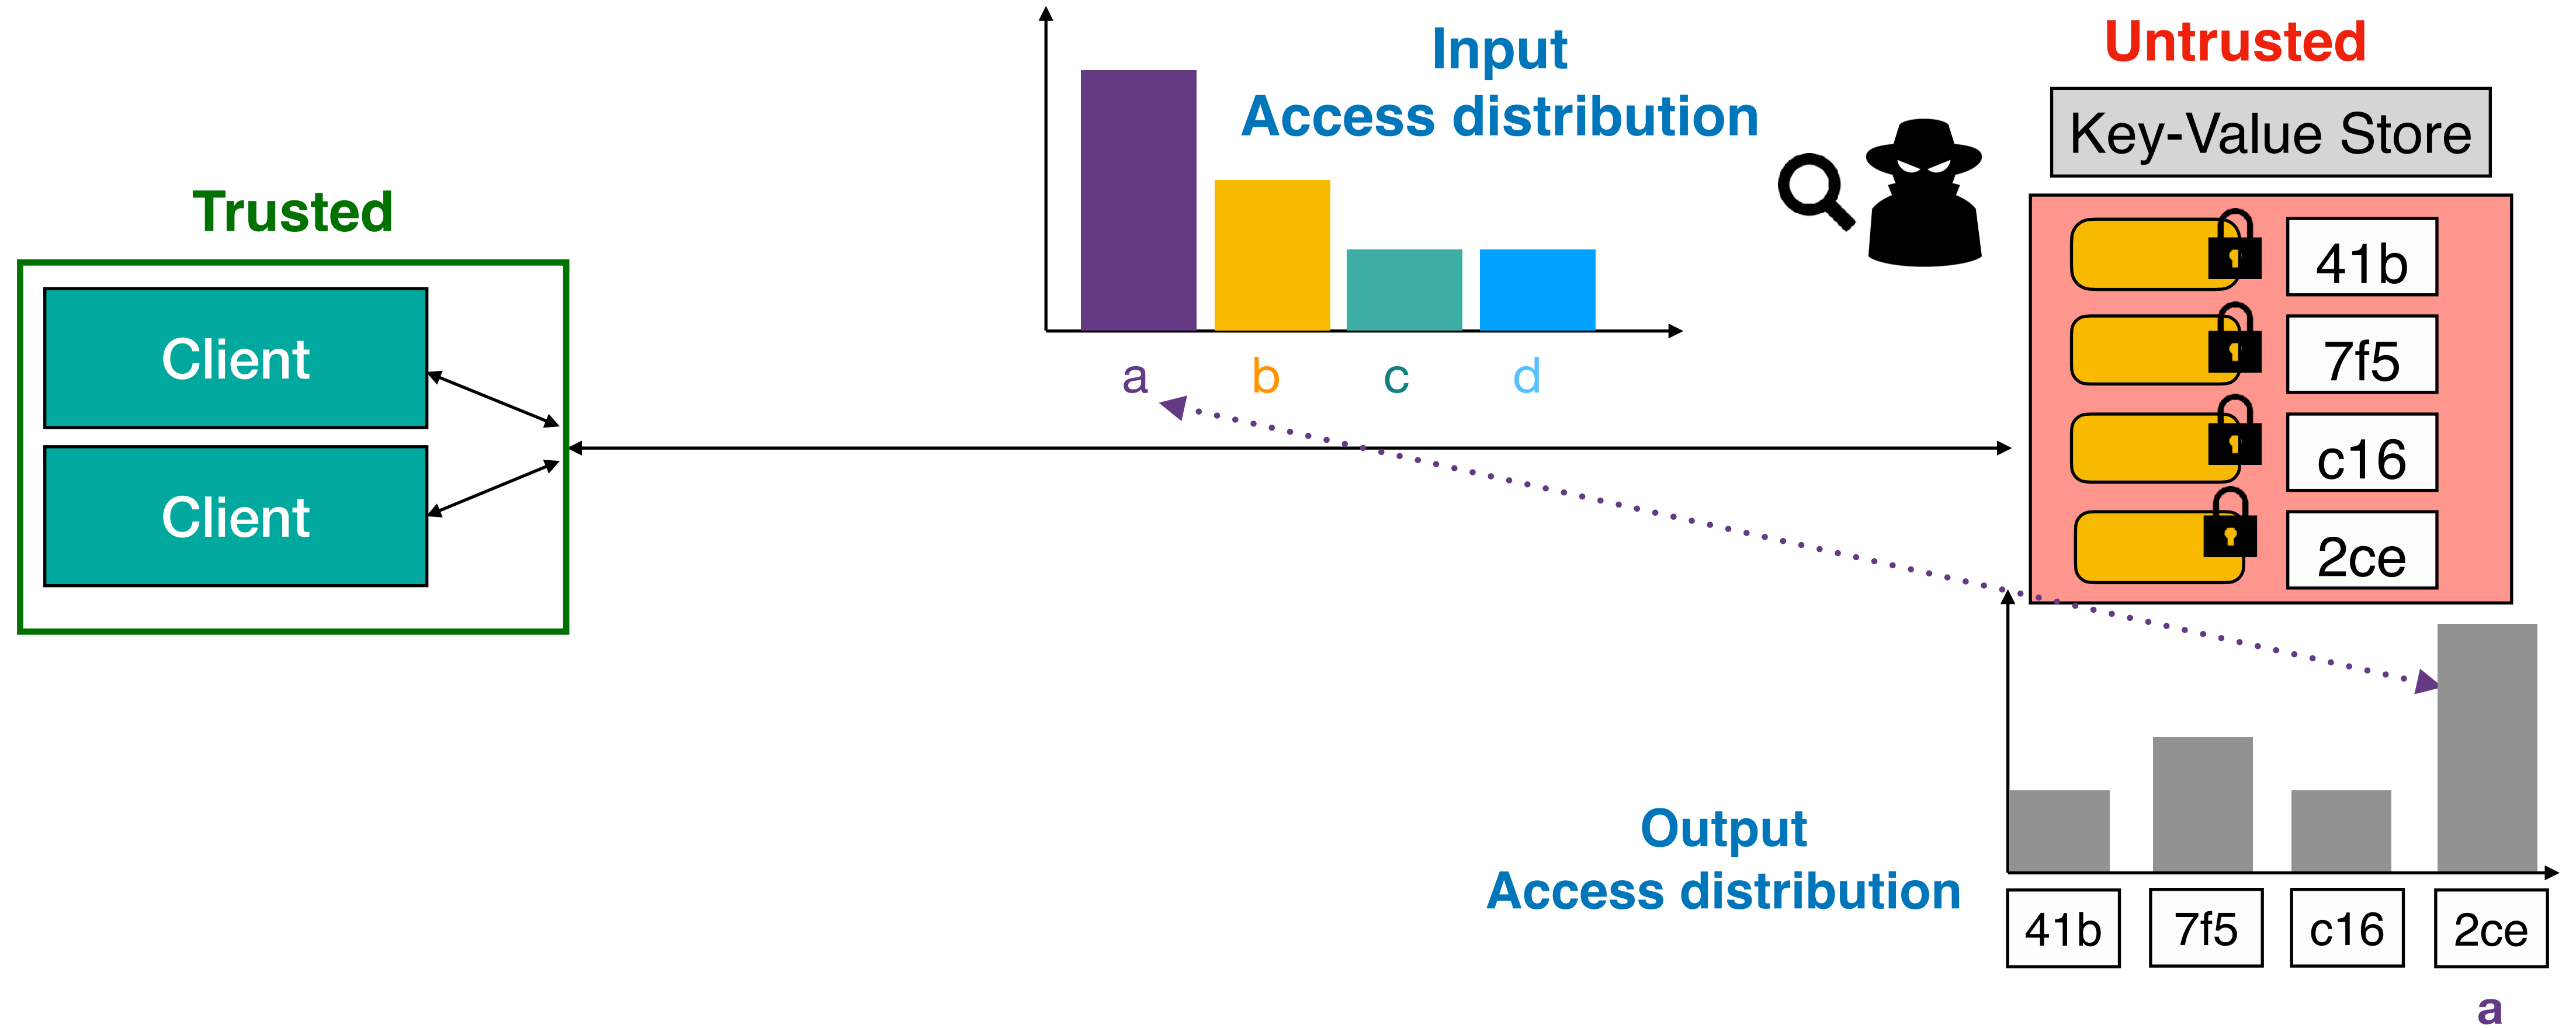 Trusted
Client
Client
Input
Access distribution
a b c d
Untrusted
Key-Value Store
41b
7f5
c16
2ce
Output
Access distribution
41b 7f5 c16 2ce
a